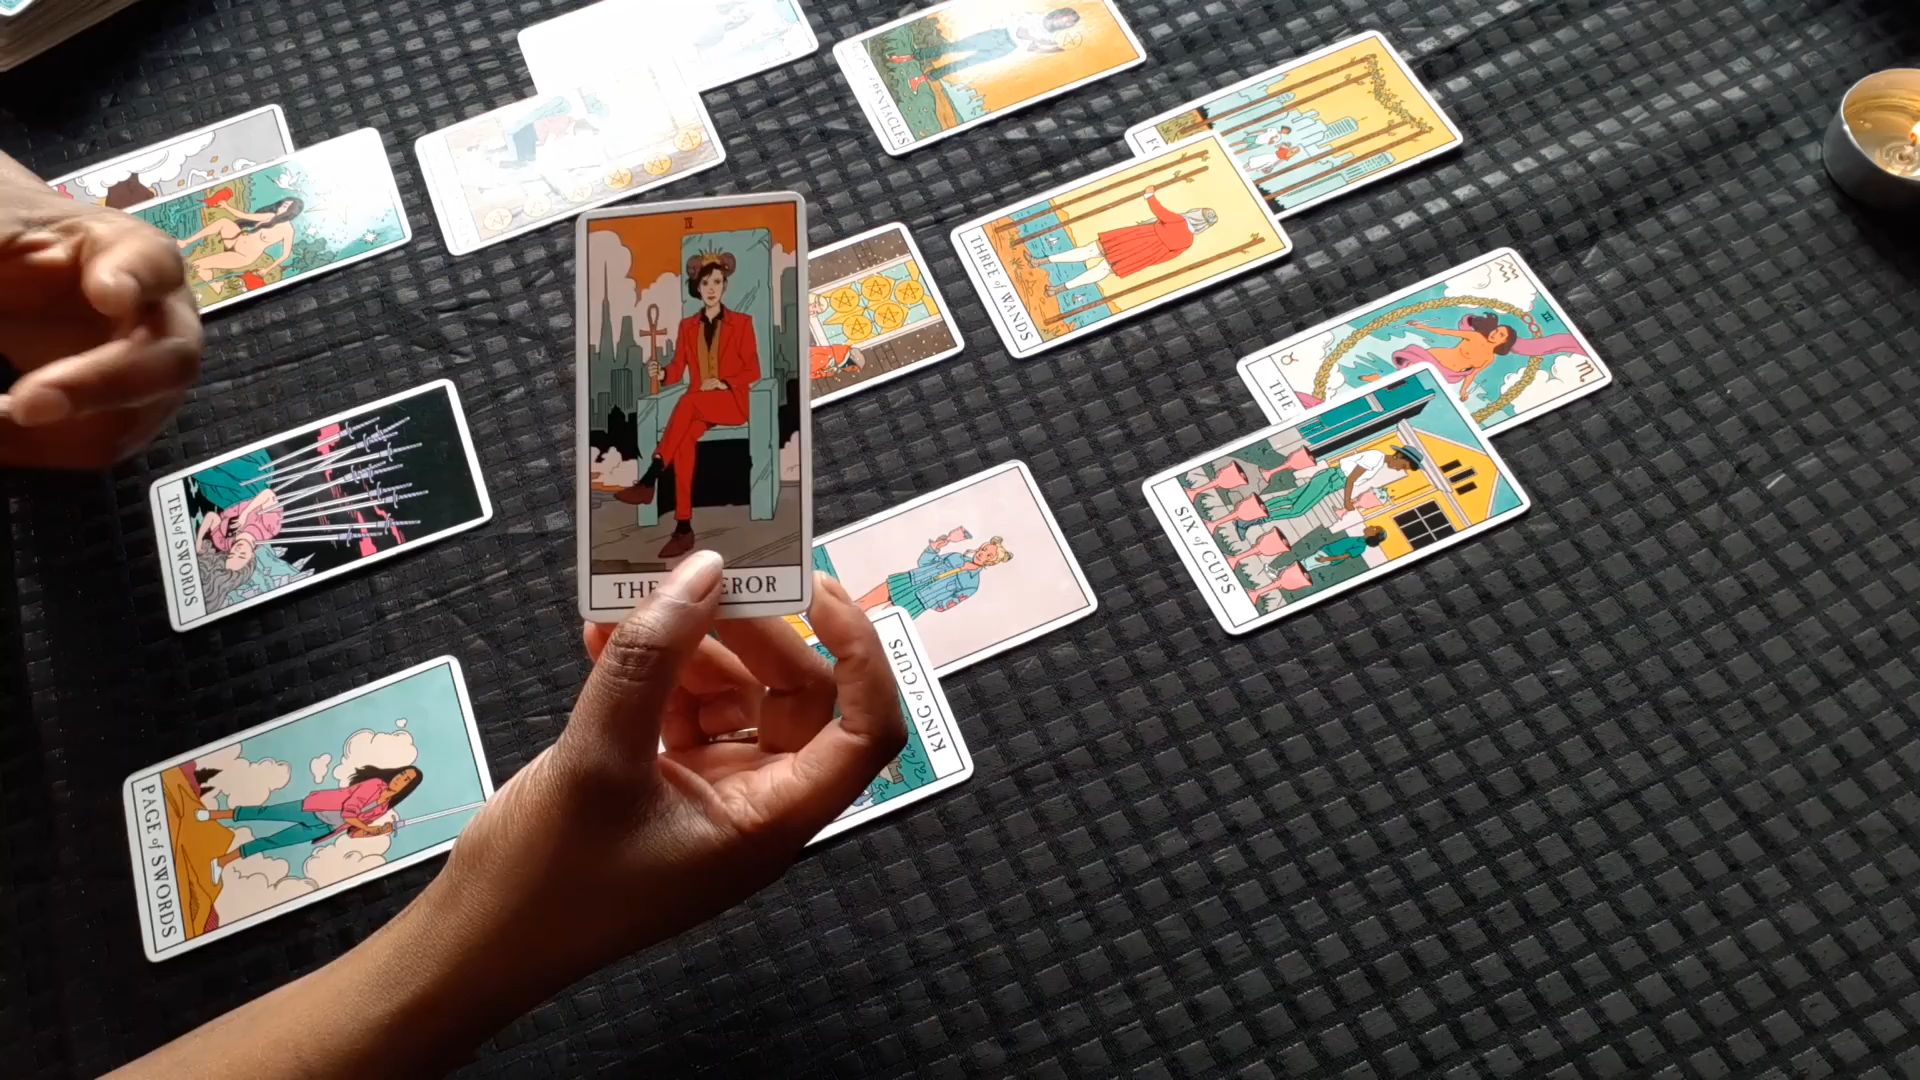 PENTACLES
THREE of WANDS
THE
IV
THE EROR
TEN of SWORDS
SIX of CUPS
KING of CUPS
PAGE of SWORDS